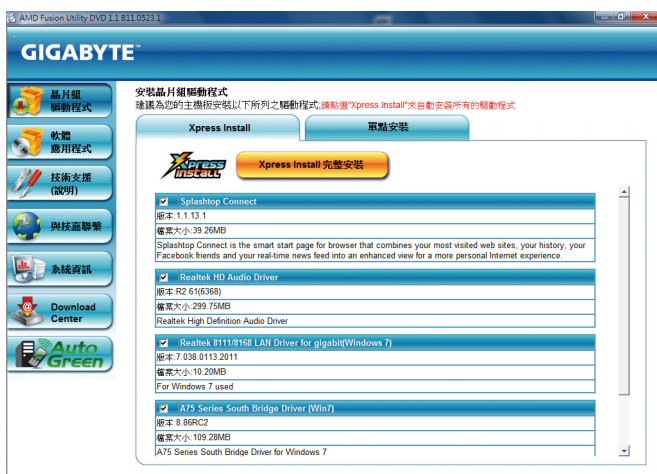 AMD Fusion Utility DVD 1.1 B11.0523.1
GIGABYTE™
晶片組
驅動程式
軟體
應用程式
技術支援
(說明)
與技嘉聯繫
系統資訊
Download
Center
Auto
Green
安裝晶片組驅動程式
建議為您的主機板安裝以下所列之驅動程式;請點選"Xpress Install"來自動安裝所有的驅動程式
Xpress Install
單點安裝
Xpress
INSTALL
Xpress Install 完整安裝
Splashtop Connect
版本:1.1.13.1
檔案大小:39.26MB
Splashtop Connect is the smart start page for browser that combines your most visited web sites, your history, your
Facebook friends and your real-time news feed into an enhanced view for a more personal Internet experience.
Realtek HD Audio Driver
版本:R2.61(6368)
檔案大小:299.75MB
Realtek High Definition Audio Driver
Realtek 8111/8168 LAN Driver for gigabit(Windows 7)
版本:7.038.0113.2011
檔案大小:10.20MB
For Windows 7 used
A75 Series South Bridge Driver (Win7)
版本:8.86RC2
檔案大小:109.28MB
A75 Series South Bridge Driver for Windows 7